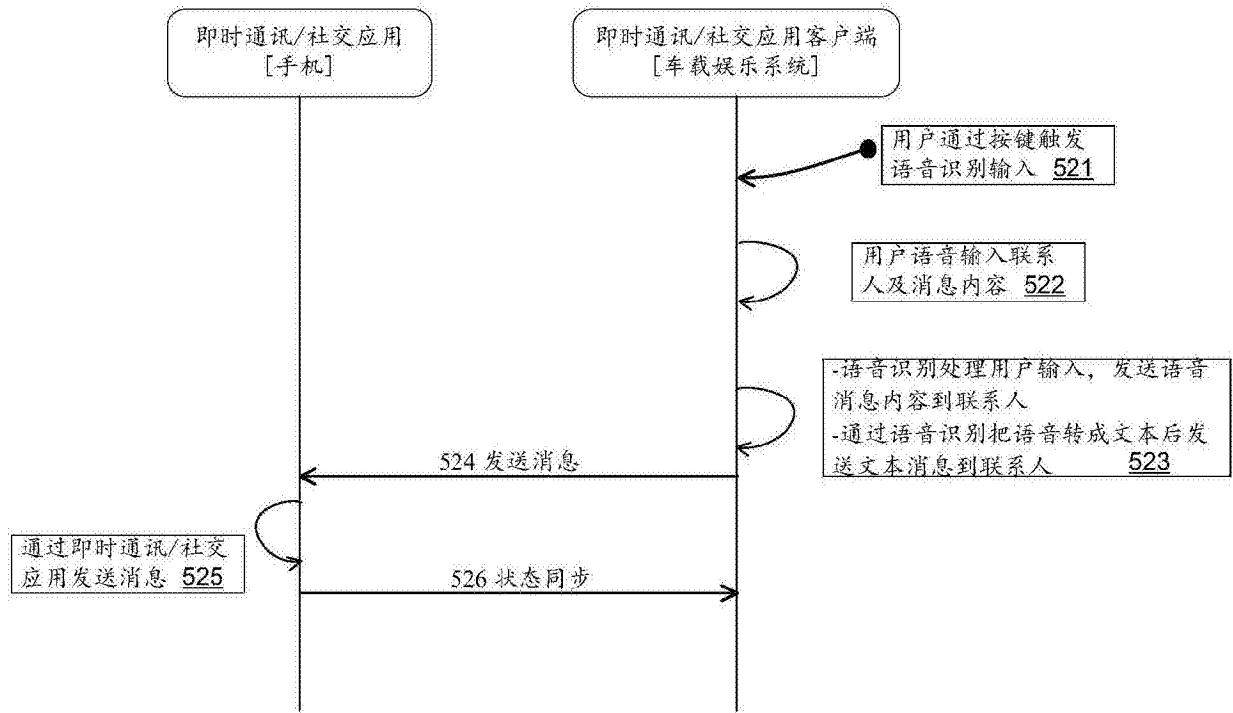 即时通讯/社交应用
[手机]
即时通讯/社交应用客户端
[车载娱乐系统]
用户通过按键触发
语音识别输入 521
用户语音输入联系
人及消息内容 522
-语音识别处理用户输入，发送语音
消息内容到联系人
-通过语音识别把语音转成文本后发
送文本消息到联系人 523
524 发送消息
通过即时通讯/社交
应用发送消息 525
526 状态同步